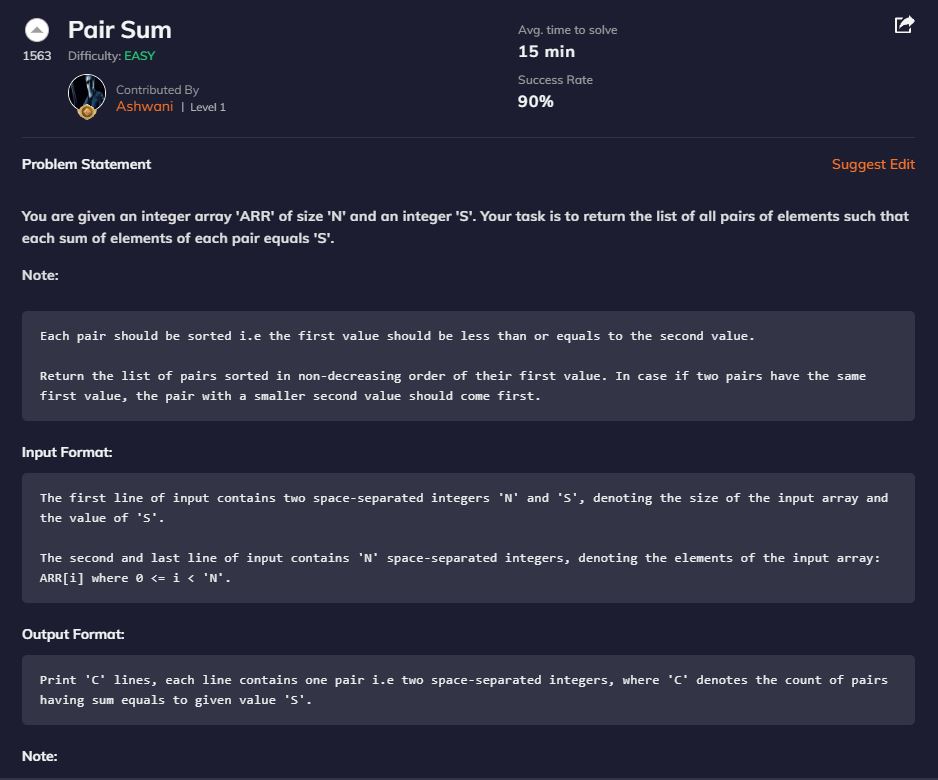 Pair Sum
1563
Difficulty: EASY
Contributed By
Ashwani | Level 1
Avg. time to solve
15 min
Success Rate
90%
Problem Statement
Suggest Edit
You are given an integer array 'ARR' of size 'N' and an integer 'S'. Your task is to return the list of all pairs of elements such that
each sum of elements of each pair equals 'S'.
Note:
Each pair should be sorted i.e the first value should be less than or equals to the second value.
Return the list of pairs sorted in non-decreasing order of their first value. In case if two pairs have the same
first value, the pair with a smaller second value should come first.
Input Format:
The first line of input contains two space-separated integers 'N' and 'S', denoting the size of the input array and
the value of 'S'.
The second and last line of input contains 'N' space-separated integers, denoting the elements of the input array:
ARR[i] where 0 <= i < 'N'.
Output Format:
Print 'C' lines, each line contains one pair i.e two space-separated integers, where 'C' denotes the count of pairs
having sum equals to given value 'S'.
Note: